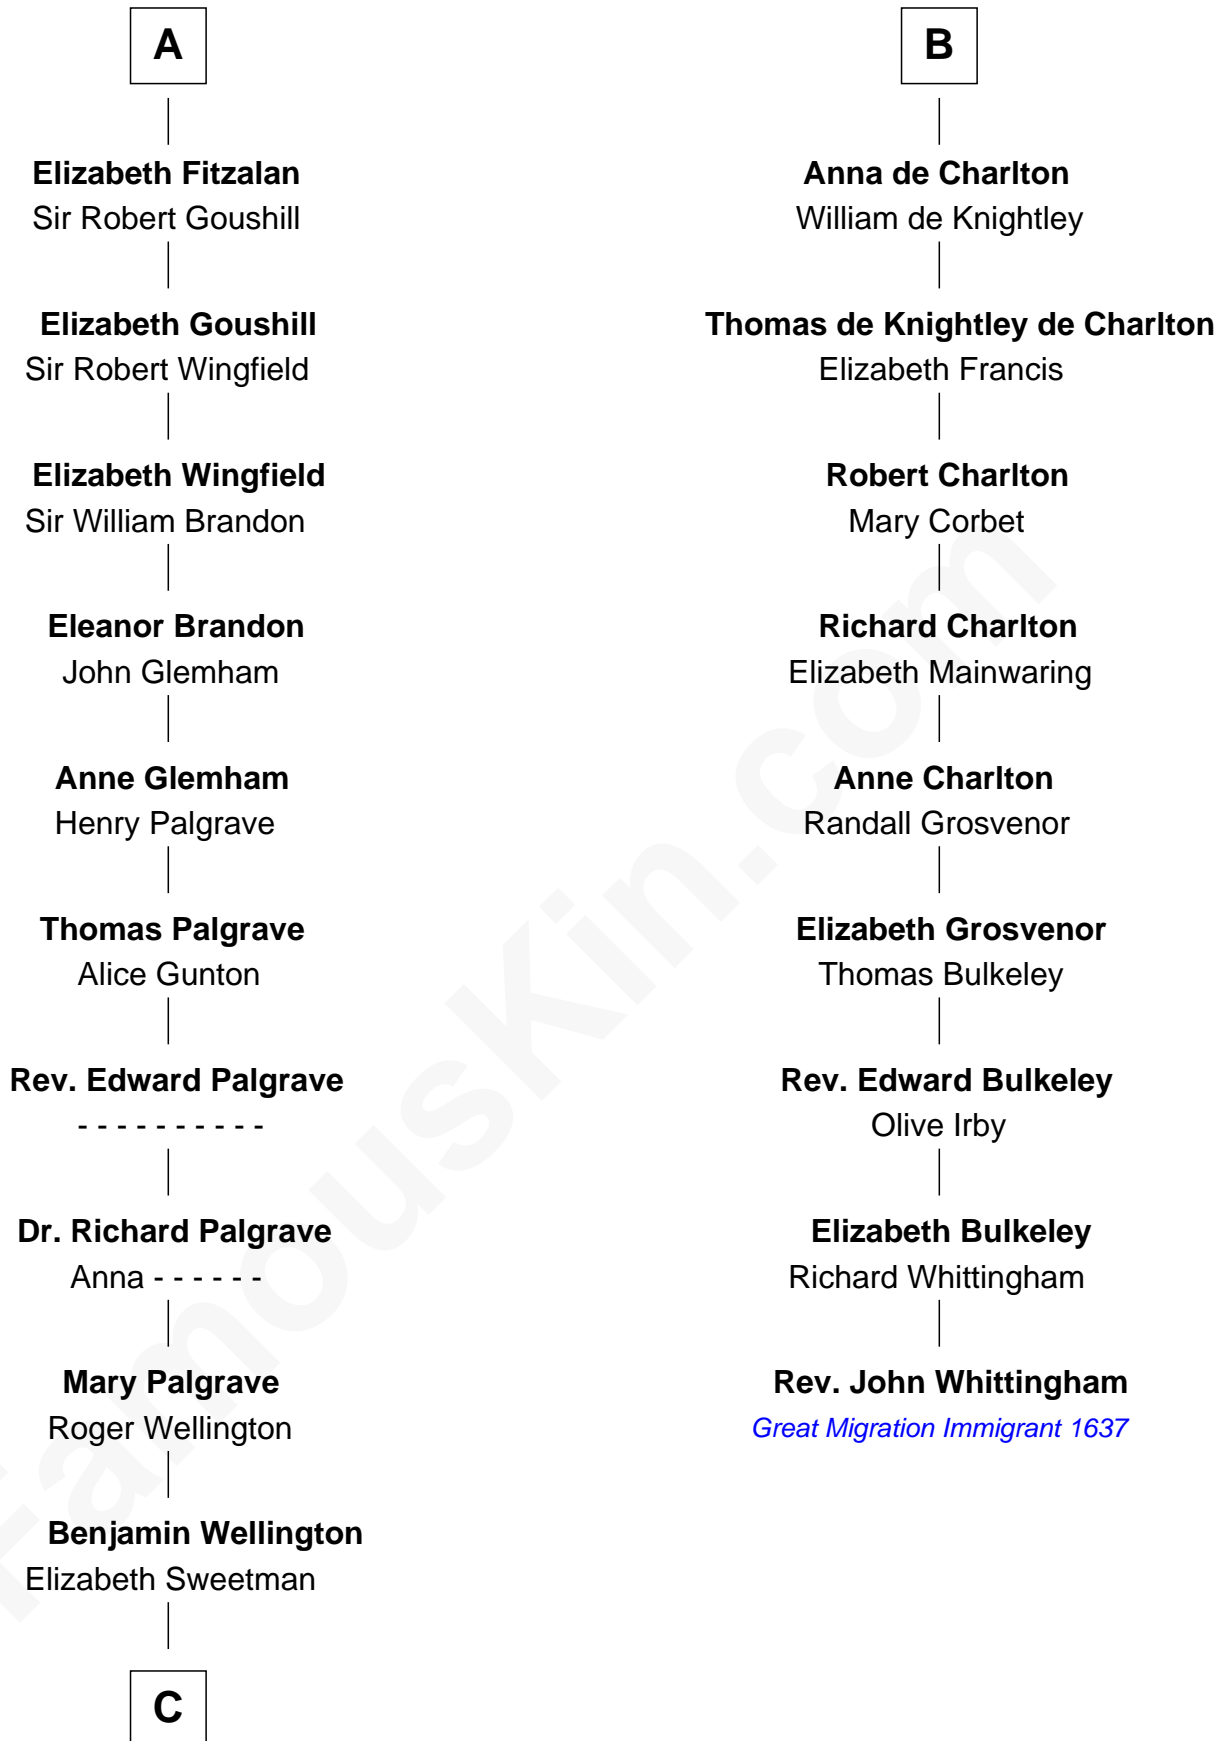 A
Elizabeth Fitzalan
Sir Robert Goushill
Elizabeth Goushill
Sir Robert Wingfield
Elizabeth Wingfield
Sir William Brandon
Eleanor Brandon
John Glemham
Anne Glemham
Henry Palgrave
Thomas Palgrave
Alice Gunton
Rev. Edward Palgrave
- - - - - - - - - -
Dr. Richard Palgrave
Anna - - - - - -
Mary Palgrave
Roger Wellington
Benjamin Wellington
Elizabeth Sweetman
C
B
Anna de Charlton
William de Knightley
Thomas de Knightley de Charlton
Elizabeth Francis
Robert Charlton
Mary Corbet
Richard Charlton
Elizabeth Mainwaring
Anne Charlton
Randall Grosvenor
Elizabeth Grosvenor
Thomas Bulkeley
Rev. Edward Bulkeley
Olive Irby
Elizabeth Bulkeley
Richard Whittingham
Rev. John Whittingham
Great Migration Immigrant 1637
FamousKin.com